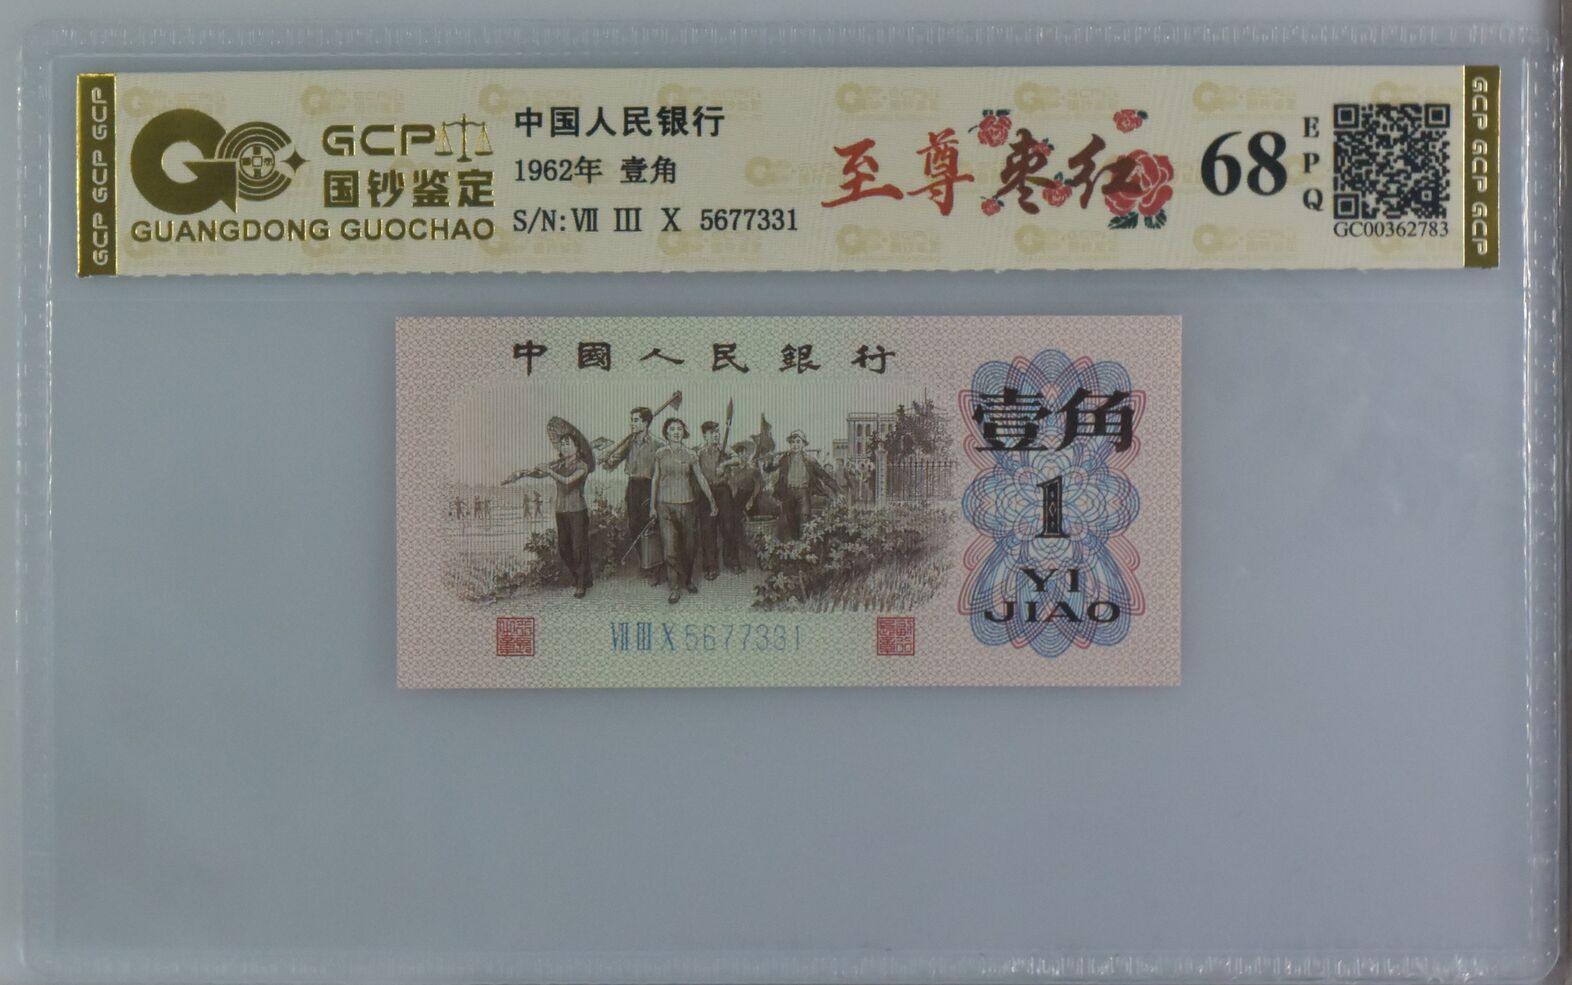 GCP GCP GCP
GCP
国钞鉴定
GUANGDONG GUOCHAO
中国人民银行
1962年 壹角
S/N: Ⅶ Ⅲ Ⅹ 5677331
至尊枣红
68
EPQ
GC00362783
GCP GCP GCP
中國人民銀行
壹角
1
YI
JIAO
Ⅶ Ⅲ Ⅹ 5677331